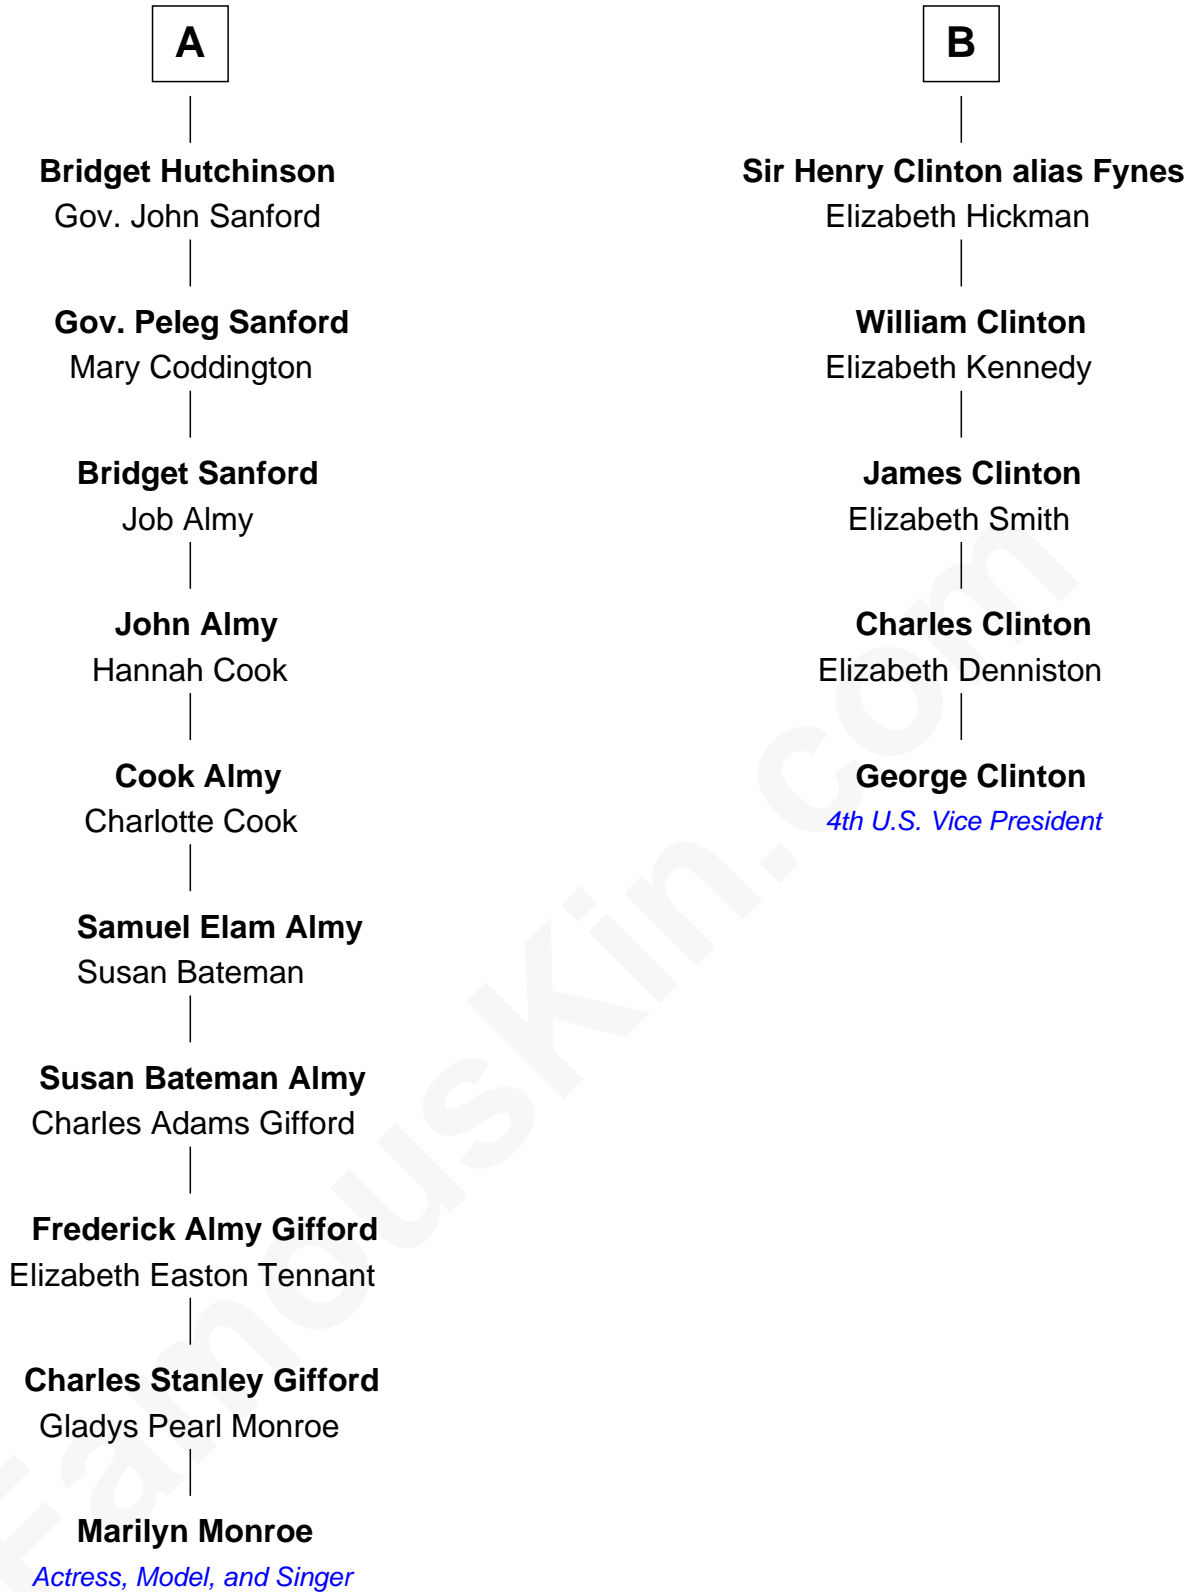 A
Bridget Hutchinson
Gov. John Sanford
Gov. Peleg Sanford
Mary Coddington
Bridget Sanford
Job Almy
John Almy
Hannah Cook
Cook Almy
Charlotte Cook
Samuel Elam Almy
Susan Bateman
Susan Bateman Almy
Charles Adams Gifford
Frederick Almy Gifford
Elizabeth Easton Tennant
Charles Stanley Gifford
Gladys Pearl Monroe
Marilyn Monroe
Actress, Model, and Singer
B
Sir Henry Clinton alias Fynes
Elizabeth Hickman
William Clinton
Elizabeth Kennedy
James Clinton
Elizabeth Smith
Charles Clinton
Elizabeth Denniston
George Clinton
4th U.S. Vice President
FamousKin.com